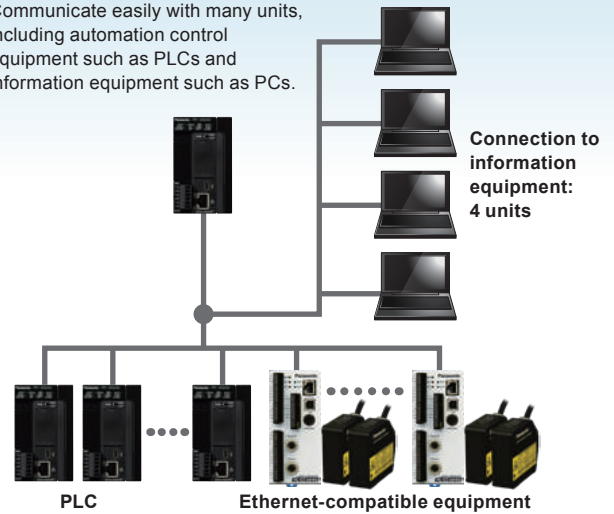 Communicate easily with many units,
including automation control
equipment such as PLCs and
information equipment such as PCs.
Connection to
information
equipment:
4 units
PLC
Ethernet-compatible equipment